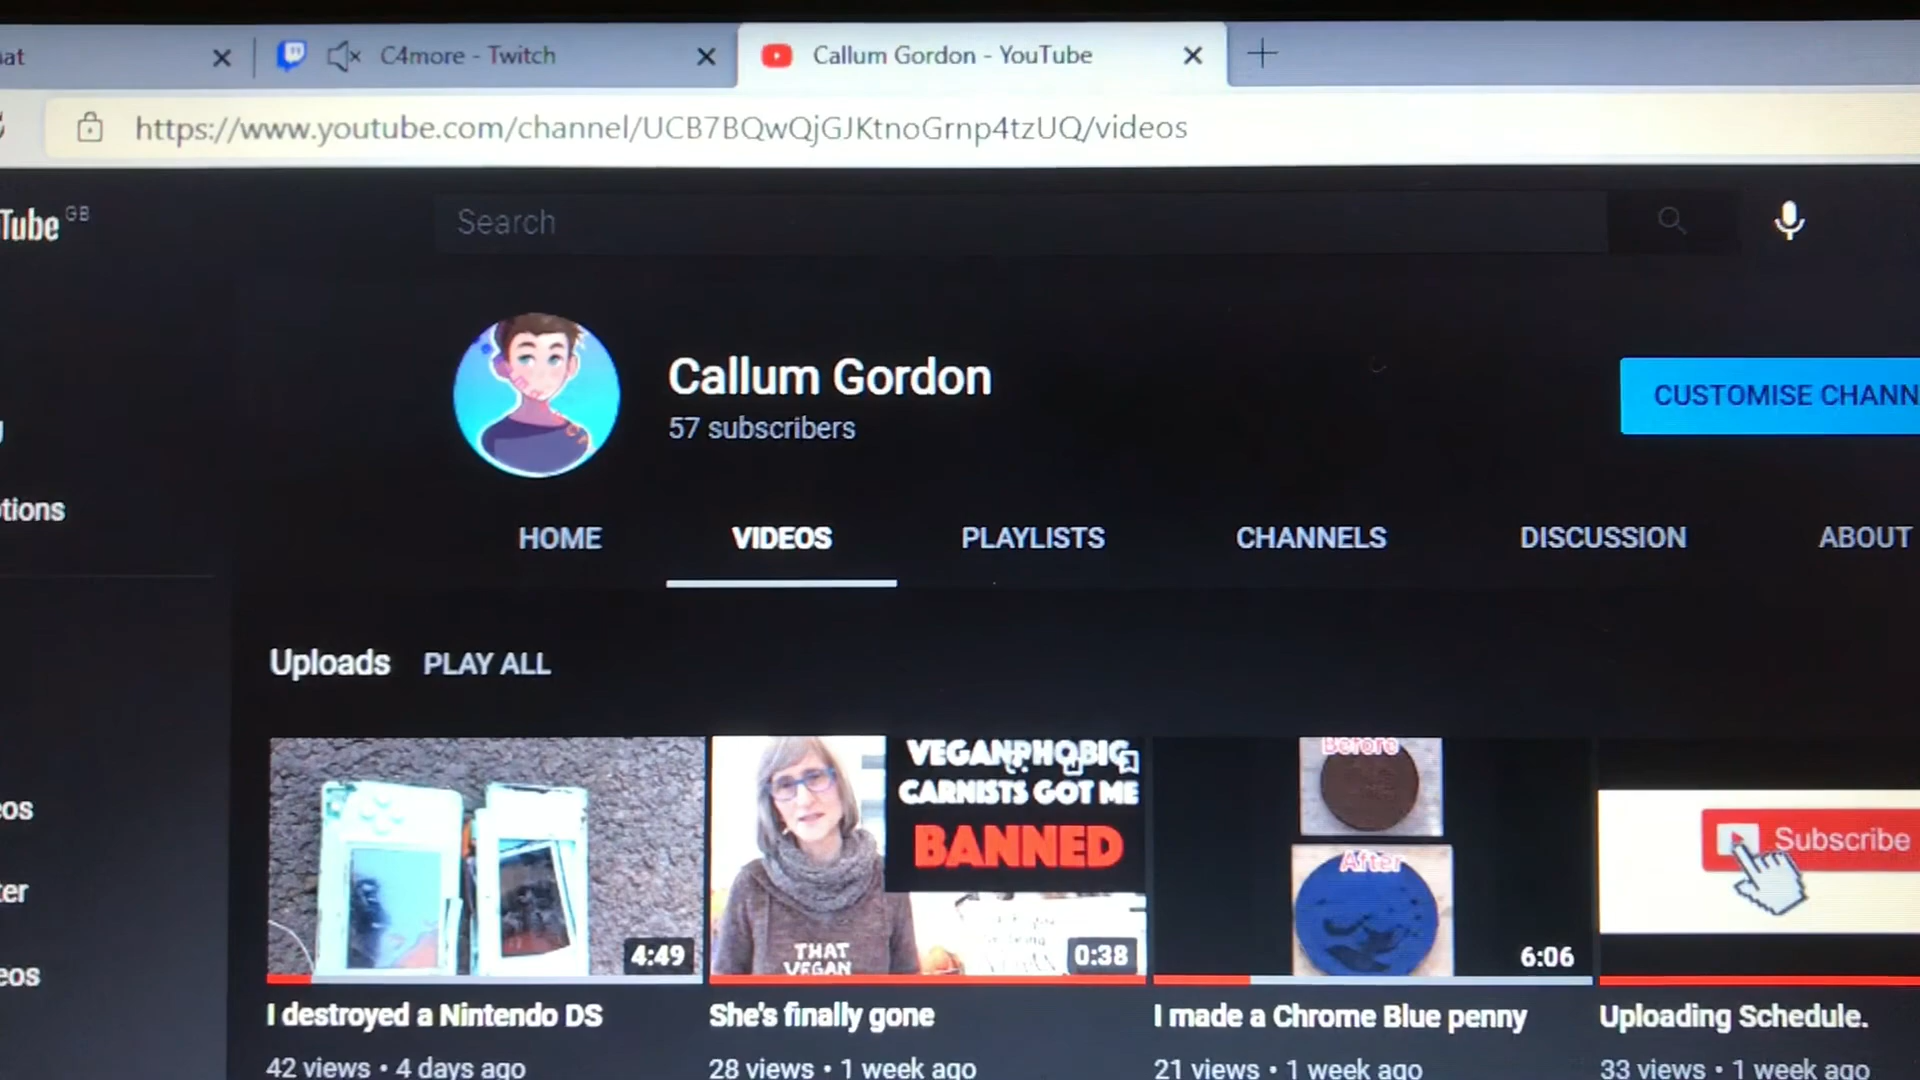 at
C4more - Twitch
Callum Gordon - YouTube
https://www.youtube.com/channel/UCB7BQwQjGJKtnoGrnp4tzUQ/videos
Tube GB
Search
Callum Gordon
57 subscribers
CUSTOMISE CHANN
tions
HOME
VIDEOS
PLAYLISTS
CHANNELS
DISCUSSION
ABOUT
Uploads
PLAY ALL
os
er
eos
4:49
VEGANPHOBIC
CARNISTS GOT ME
BANNED
THAT
VEGAN
0:38
Before
After
6:06
Subscribe
I destroyed a Nintendo DS
She's finally gone
I made a Chrome Blue penny
Uploading Schedule.
42 views • 4 days ago
28 views • 1 week ago
21 views • 1 week ago
33 views • 1 week ago